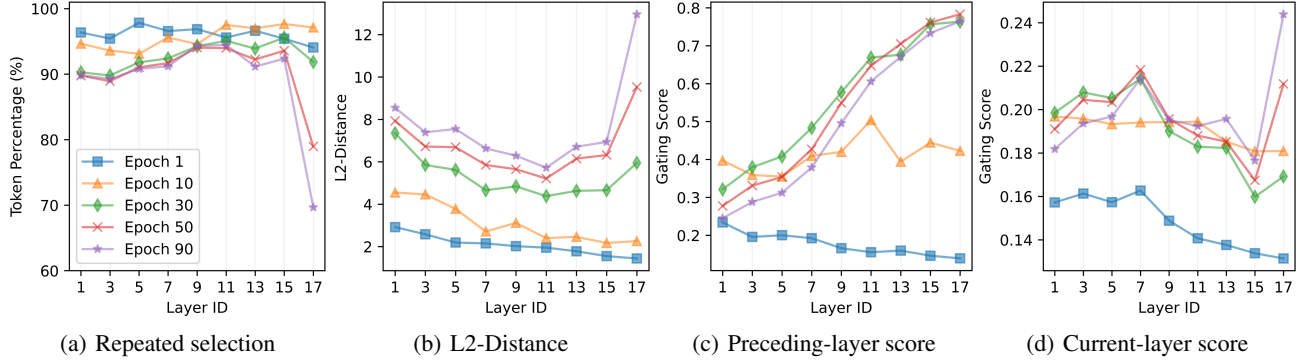 100
90
80
70
60
Token Percentage (%)
1 3 5 7 9 11 13 15 17
Layer ID
Epoch 1
Epoch 10
Epoch 30
Epoch 50
Epoch 90
(a) Repeated selection
12
10
8
6
4
2
L2-Distance
1 3 5 7 9 11 13 15 17
Layer ID
(b) L2-Distance
0.8
0.7
0.6
0.5
0.4
0.3
0.2
Gating Score
1 3 5 7 9 11 13 15 17
Layer ID
(c) Preceding-layer score
0.24
0.22
0.20
0.18
0.16
0.14
Gating Score
1 3 5 7 9 11 13 15 17
Layer ID
(d) Current-layer score